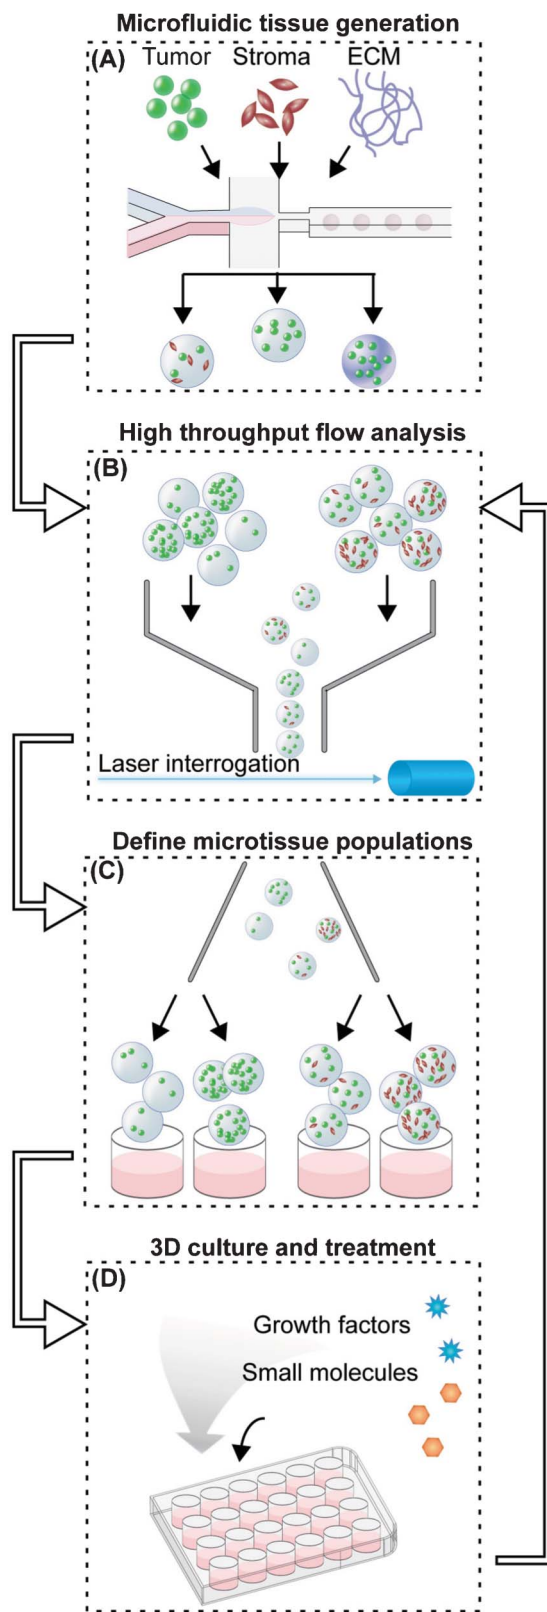 Microfluidic tissue generation
(A) Tumor Stroma ECM
High throughput flow analysis
(B)
Laser interrogation
Define microtissue populations
(C)
3D culture and treatment
(D)
Growth factors
Small molecules